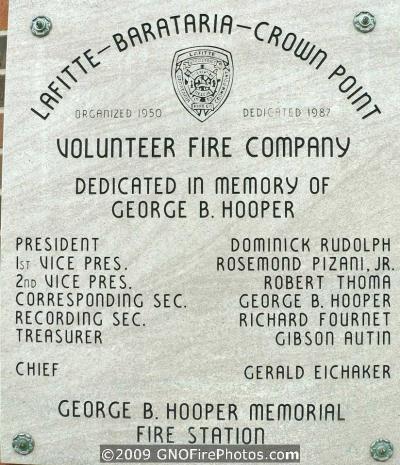 LAFITTE-BARATARIA-CROWN POINT
LAFITTE
ORGANIZED 1950 DEDICATED 1987
VOLUNTEER FIRE COMPANY
DEDICATED IN MEMORY OF
GEORGE B. HOOPER
PRESIDENT DOMINICK RUDOLPH
1ST VICE PRES. ROSEMOND PIZANI, JR.
2ND VICE PRES. ROBERT THOMA
CORRESPONDING SEC. GEORGE B. HOOPER
RECORDING SEC. RICHARD FOURNET
TREASURER GIBSON AUTIN
CHIEF GERALD EICHAKER
GEORGE B. HOOPER MEMORIAL
FIRE STATION
©2009 GNOFirePhotos.com